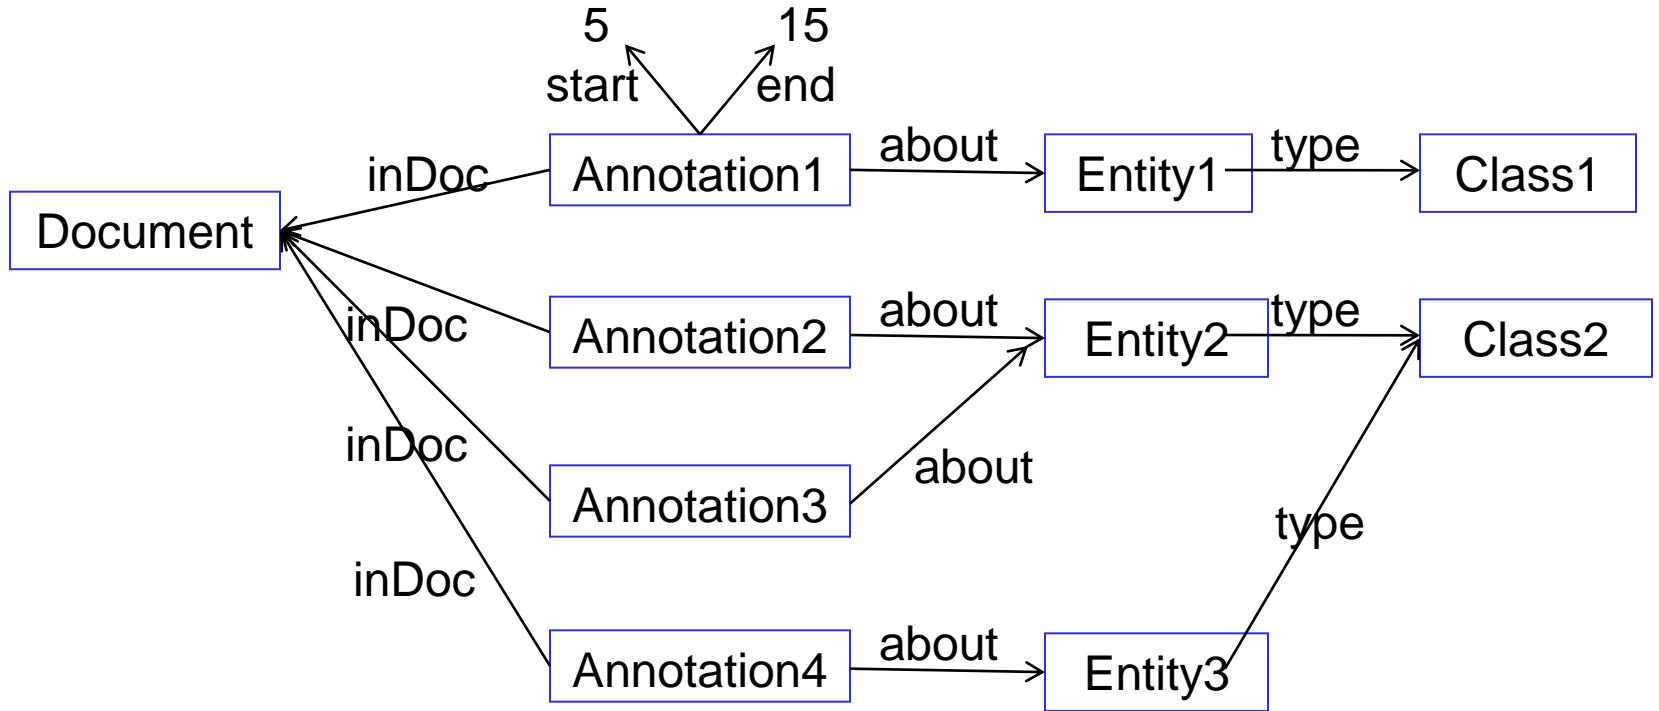 5 15
start end
inDoc Annotation1 about Entity1 type Class1
Document
inDoc Annotation2 about Entity2 type Class2
inDoc Annotation3 about
type
inDoc Annotation4 about Entity3